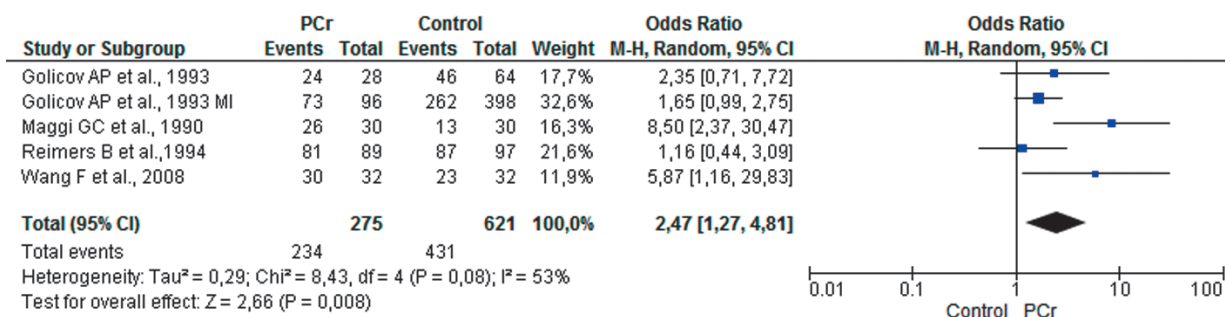 PCr Control Odds Ratio Odds Ratio
Study or Subgroup Events Total Events Total Weight M-H, Random, 95% CI M-H, Random, 95% CI
Golicov AP et al., 1993 24 28 46 64 17,7% 2,35 [0,71, 7,72]
Golicov AP et al., 1993 MI 73 96 262 398 32,6% 1,65 [0,99, 2,75]
Maggi GC et al., 1990 26 30 13 30 16,3% 8,50 [2,37, 30,47]
Reimers B et al.,1994 81 89 87 97 21,6% 1,16 [0,44, 3,09]
Wang F et al., 2008 30 32 23 32 11,9% 5,87 [1,16, 29,83]
Total (95% CI) 275 621 100,0% 2,47 [1,27, 4,81]
Total events 234 431
Heterogeneity: Tau² = 0,29; Chi² = 8,43, df = 4 (P = 0,08); I² = 53%
Test for overall effect: Z = 2,66 (P = 0,008)
0.01 0.1 1 10 100
Control PCr